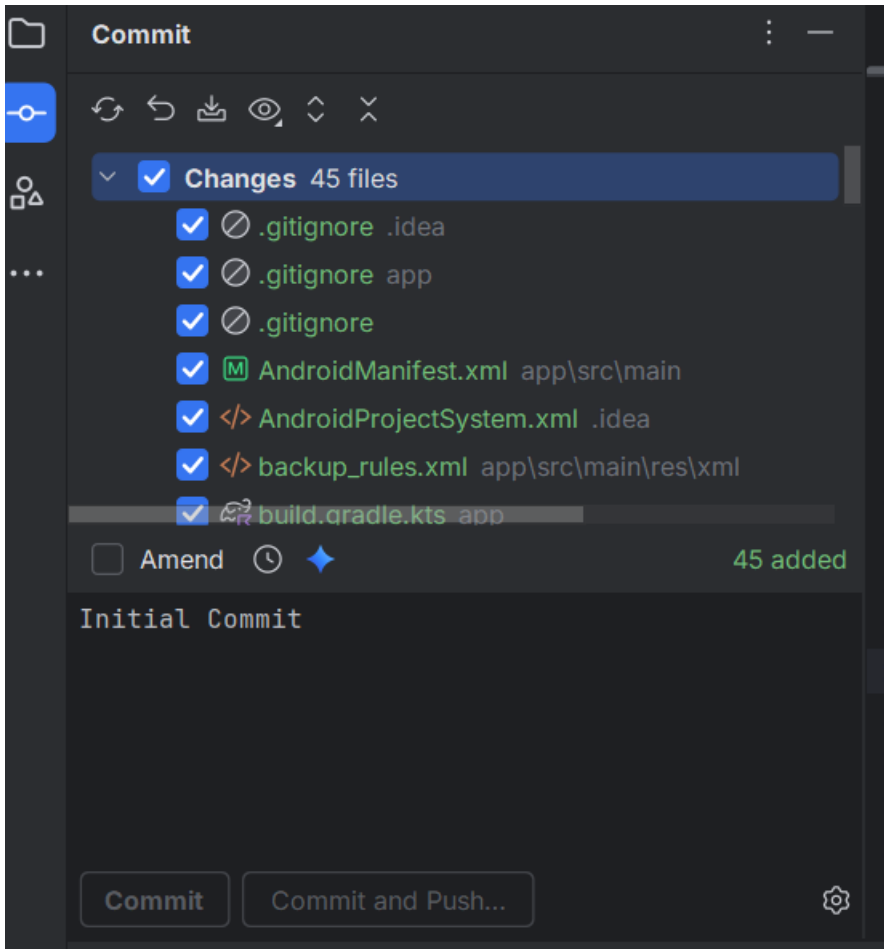 Commit
Changes 45 files
.gitignore .idea
.gitignore app
.gitignore
M AndroidManifest.xml app\src\main
</> AndroidProjectSystem.xml .idea
</> backup_rules.xml app\src\main\res\xml
build.gradle.kts app
Amend 45 added
Initial Commit
Commit Commit and Push...